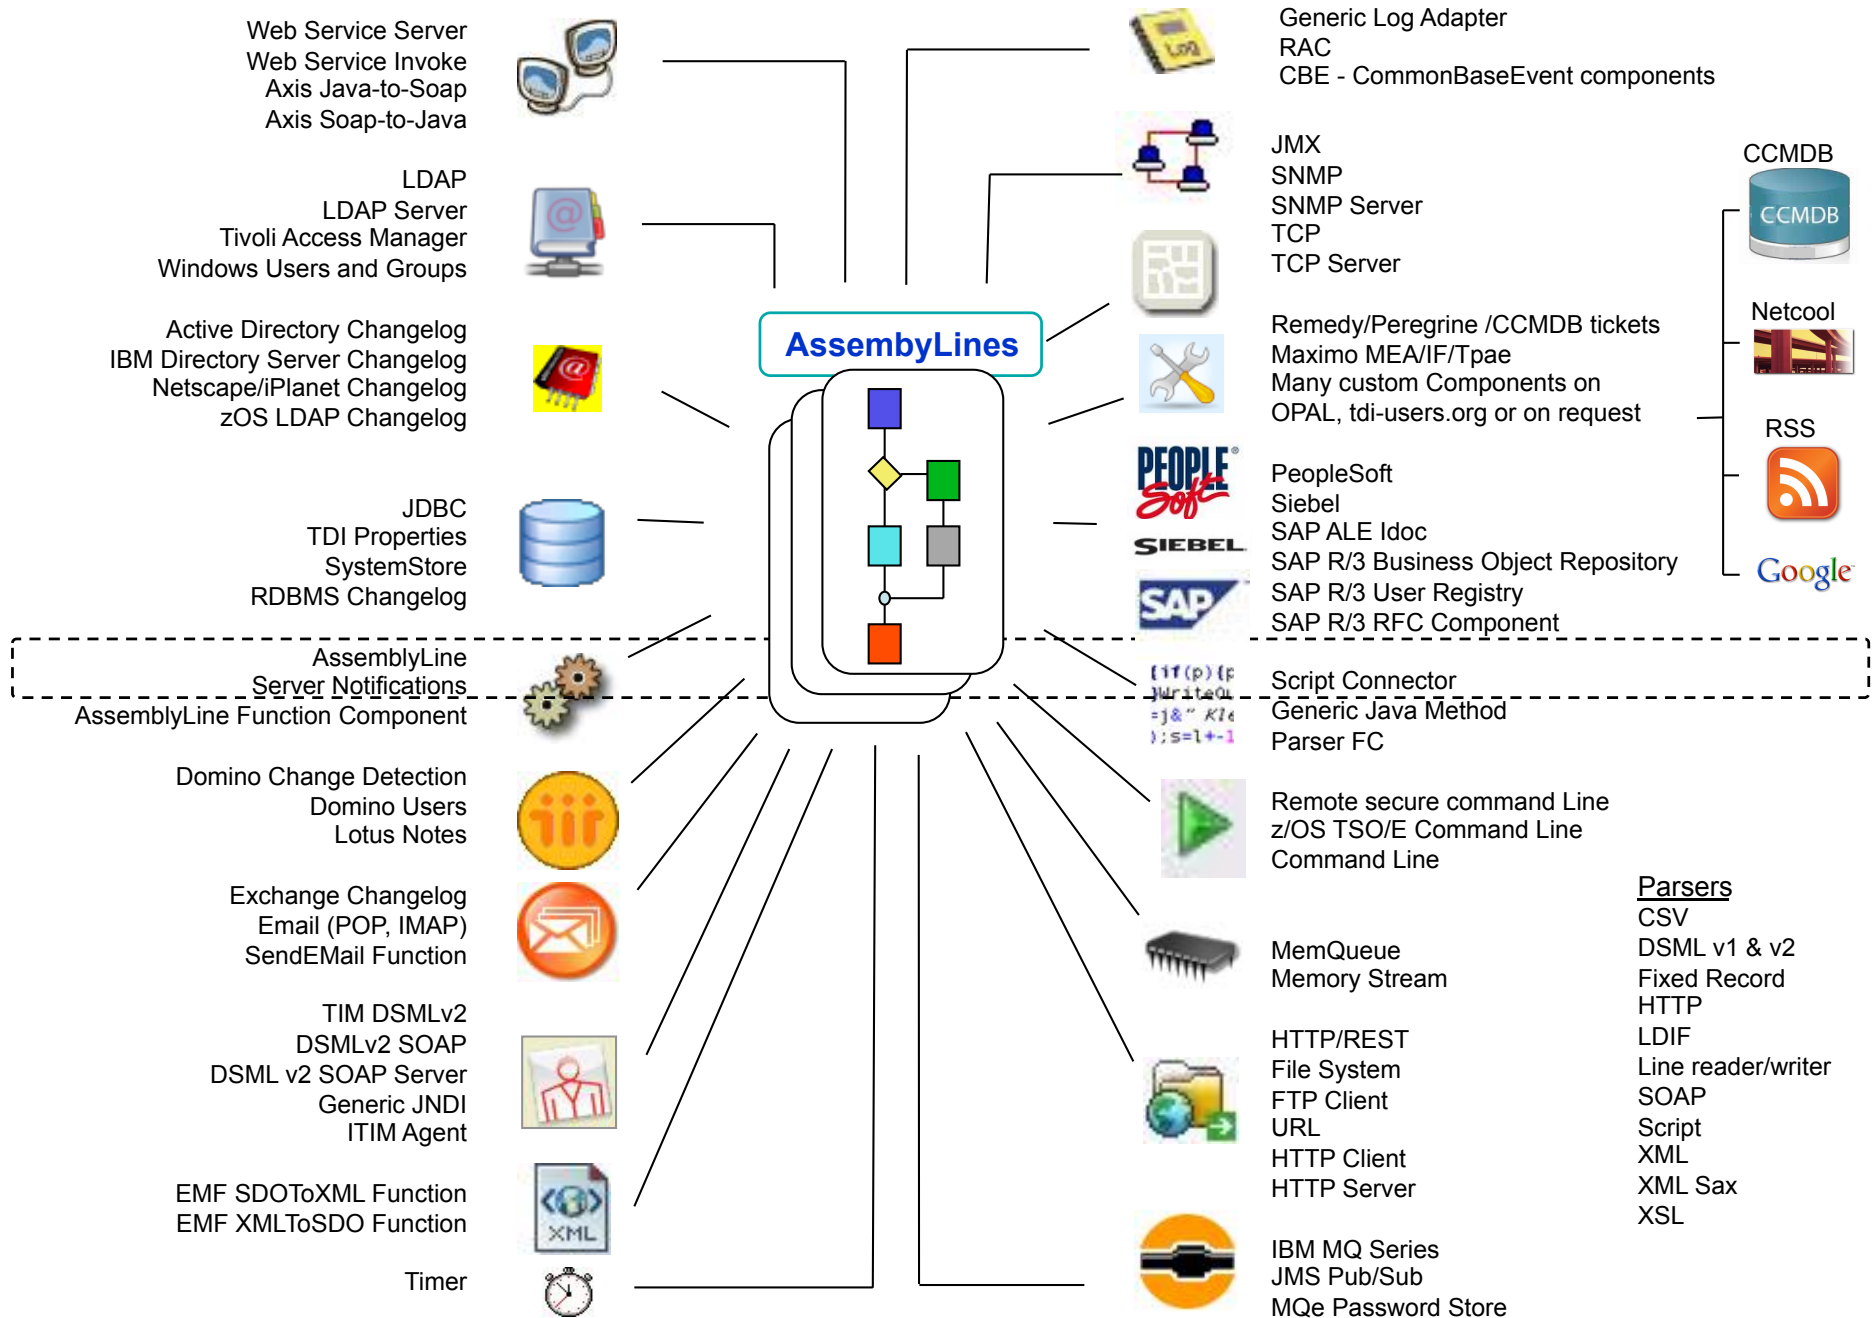 Web Service Server
Web Service Invoke
Axis Java-to-Soap
Axis Soap-to-Java
LDAP
LDAP Server
Tivoli Access Manager
Windows Users and Groups
Active Directory Changelog
IBM Directory Server Changelog
Netscape/iPlanet Changelog
zOS LDAP Changelog
JDBC
TDI Properties
SystemStore
RDBMS Changelog
AssemblyLine
Server Notifications
AssemblyLine Function Component
Domino Change Detection
Domino Users
Lotus Notes
Exchange Changelog
Email (POP, IMAP)
SendEMail Function
TIM DSMLv2
DSMLv2 SOAP
DSML v2 SOAP Server
Generic JNDI
ITIM Agent
EMF SDOToXML Function
EMF XMLToSDO Function
XML
Timer
AssembyLines
Log
Generic Log Adapter
RAC
CBE - CommonBaseEvent components
JMX
SNMP
SNMP Server
TCP
TCP Server
Remedy/Peregrine /CCMDB tickets
Maximo MEA/IF/Tpae
Many custom Components on
OPAL, tdi-users.org or on request
PEOPLE
Soft
SIEBEL
SAP
PeopleSoft
Siebel
SAP ALE Idoc
SAP R/3 Business Object Repository
SAP R/3 User Registry
SAP R/3 RFC Component
[if(p){p
}WriteOu
=j&" Kle
);s=l+-1
Script Connector
Generic Java Method
Parser FC
Remote secure command Line
z/OS TSO/E Command Line
Command Line
MemQueue
Memory Stream
HTTP/REST
File System
FTP Client
URL
HTTP Client
HTTP Server
IBM MQ Series
JMS Pub/Sub
MQe Password Store
CCMDB
CCMDB
Netcool
RSS
Google
Parsers
CSV
DSML v1 & v2
Fixed Record
HTTP
LDIF
Line reader/writer
SOAP
Script
XML
XML Sax
XSL